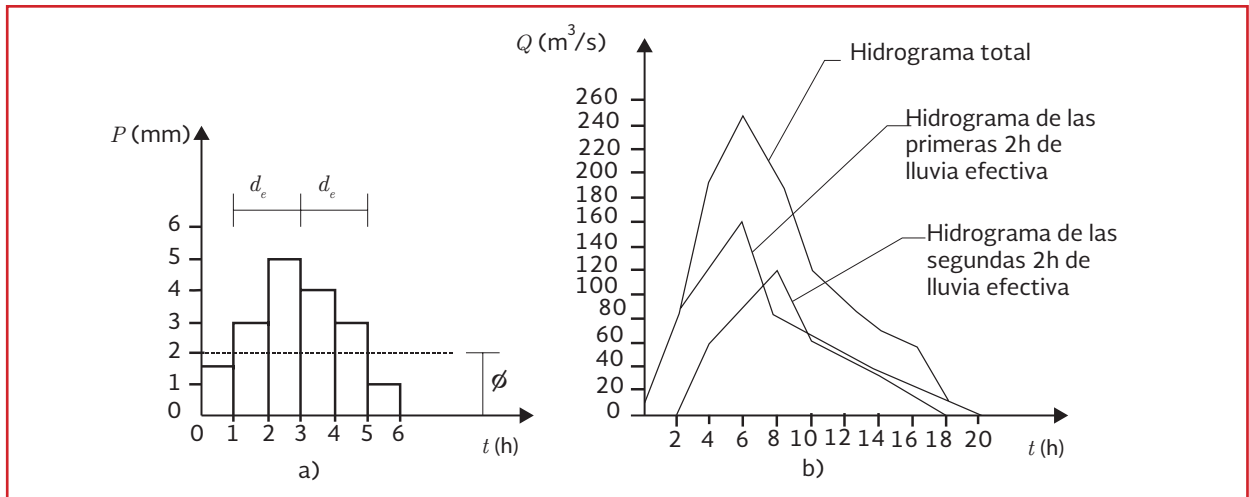 P (mm)
d_e
d_e
6
5
4
3
2
1
0
0
1
2
3
4
5
6
ø
t (h)
a)
Q (m³/s)
Hidrograma total
Hidrograma de las
primeras 2h de
lluvia efectiva
Hidrograma de las
segundas 2h de
lluvia efectiva
260
240
220
200
180
160
140
120
100
80
60
40
20
0
2
4
6
8
10
12
14
16
18
20
t (h)
b)